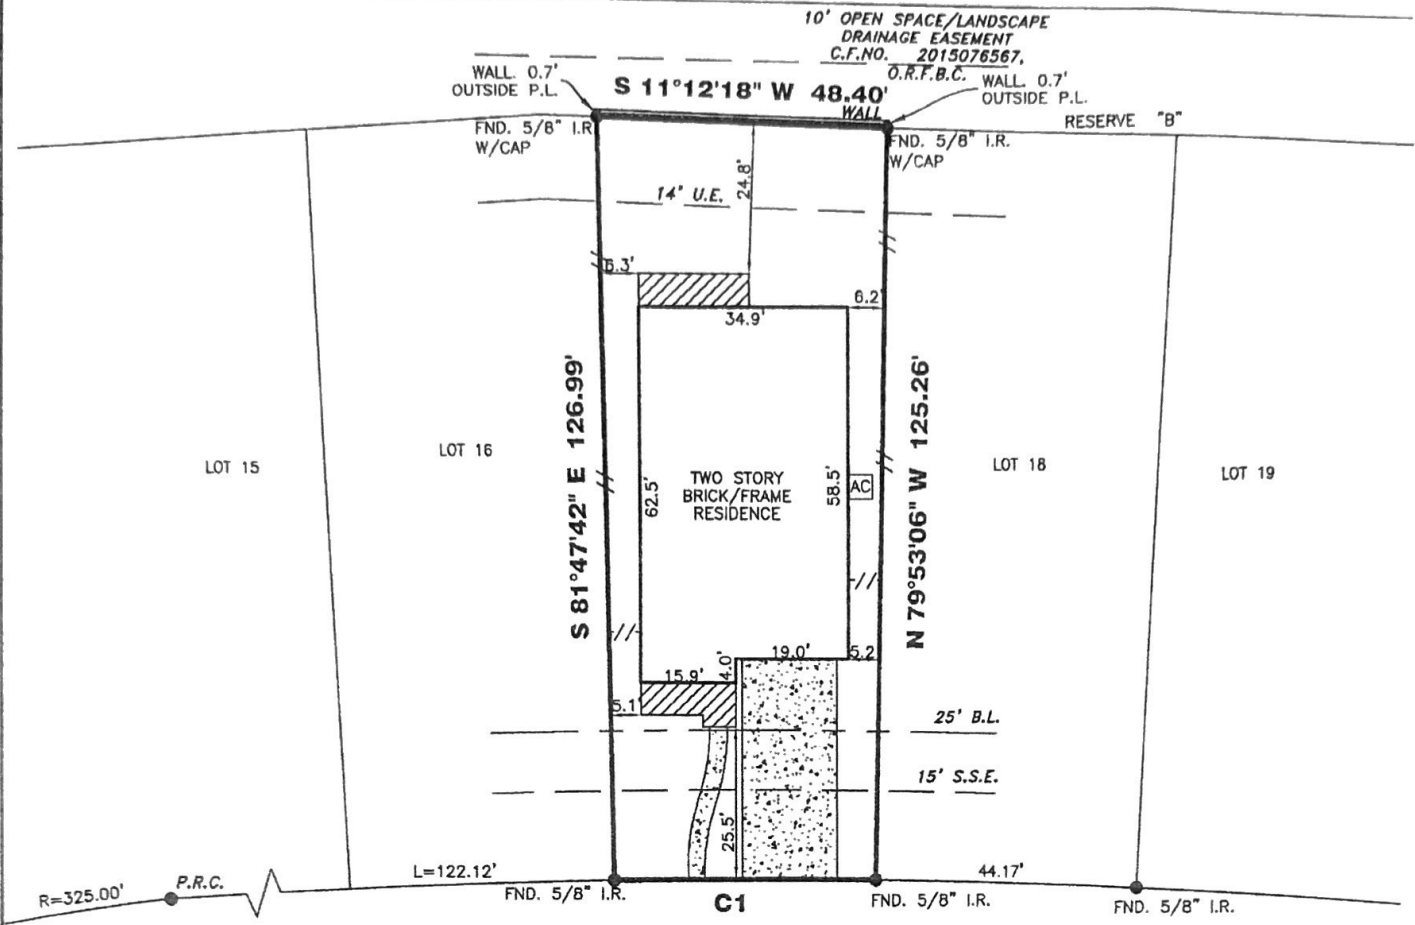 10' OPEN SPACE/LANDSCAPE
DRAINAGE EASEMENT
C.F.NO. 2015076567,
O.R.F.B.C.
WALL. 0.7'
OUTSIDE P.L.
S 11°12'18" W 48.40'
WALL. 0.7'
OUTSIDE P.L.
WALL
RESERVE "B"
FND. 5/8" I.R
W/CAP
FND. 5/8" I.R.
W/CAP
24.8'
14' U.E.
6.3'
6.2'
34.9'
S 81°47'42" E 126.99'
N 79°53'06" W 125.26'
LOT 15
LOT 16
LOT 18
LOT 19
62.5'
TWO STORY
BRICK/FRAME
RESIDENCE
58.5'
AC
15.9'
4.0'
19.0'
5.2
5.1'
25' B.L.
15' S.S.E.
25.5'
L=122.12'
44.17'
R=325.00'
P.R.C.
FND. 5/8" I.R.
C1
FND. 5/8" I.R.
FND. 5/8" I.R.